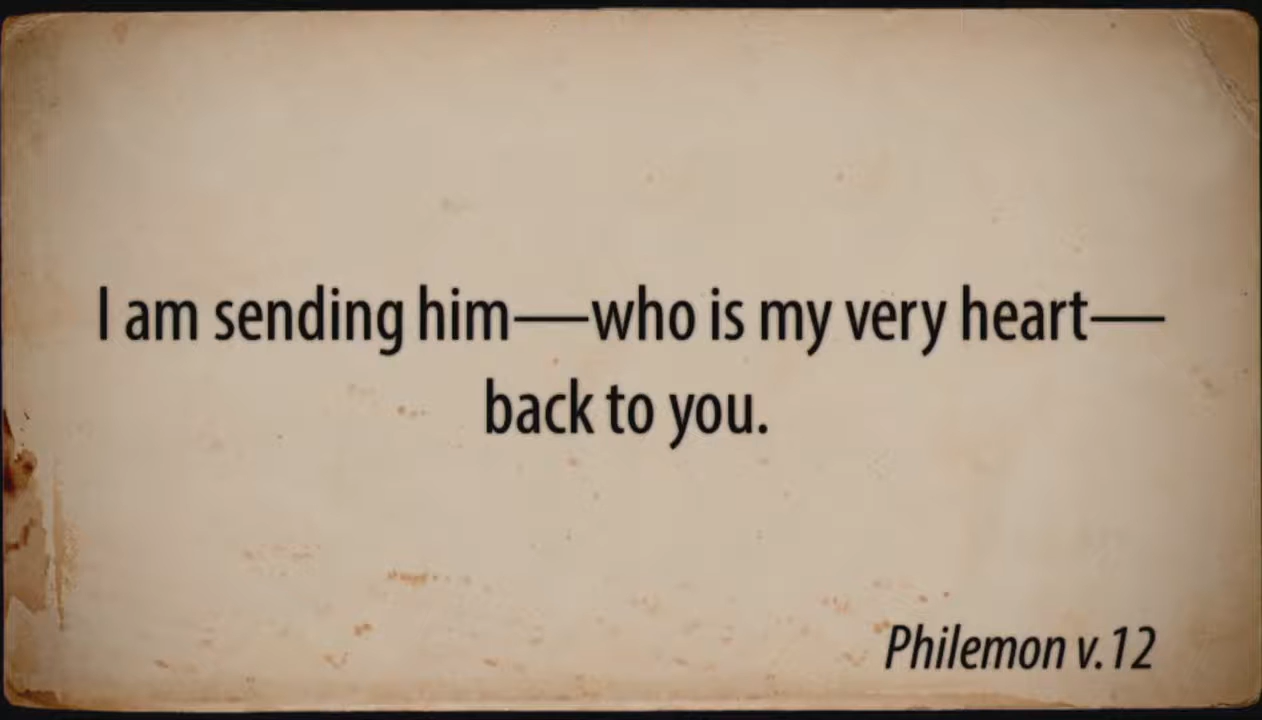 I am sending him—who is my very heart—
back to you.
Philemon v.12